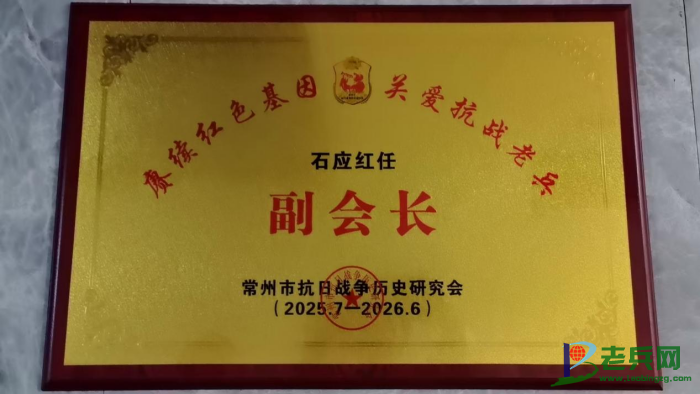 赓续红色基因 关爱抗战老兵
石应红任
副会长
常州市抗日战争历史研究会
(2025.7—2026.6)
老兵网